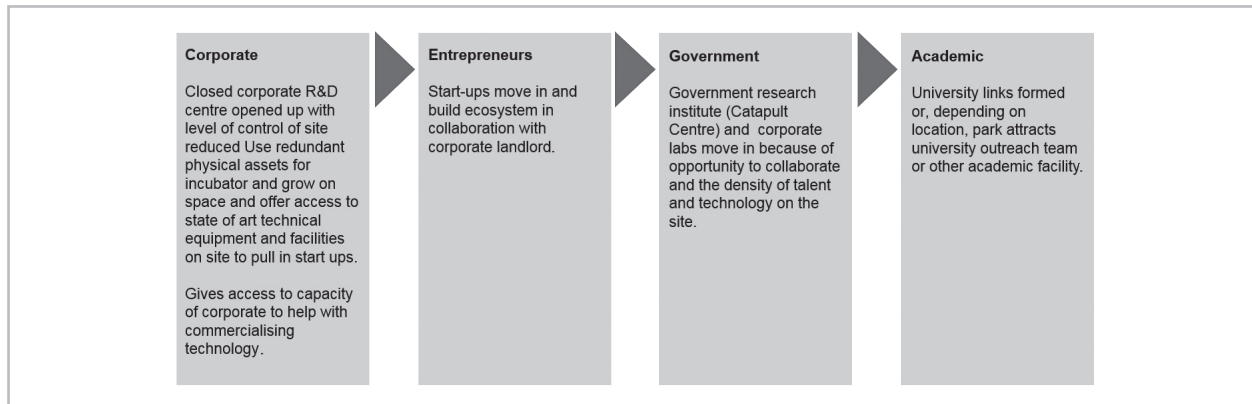 Corporate
Closed corporate R&D
centre opened up with
level of control of site
reduced Use redundant
physical assets for
incubator and grow on
space and offer access to
state of art technical
equipment and facilities
on site to pull in start ups.
Gives access to capacity
of corporate to help with
commercialising
technology.
Entrepreneurs
Start-ups move in and
build ecosystem in
collaboration with
corporate landlord.
Government
Government research
institute (Catapult
Centre) and corporate
labs move in because of
opportunity to collaborate
and the density of talent
and technology on the
site.
Academic
University links formed
or, depending on
location, park attracts
university outreach team
or other academic facility.